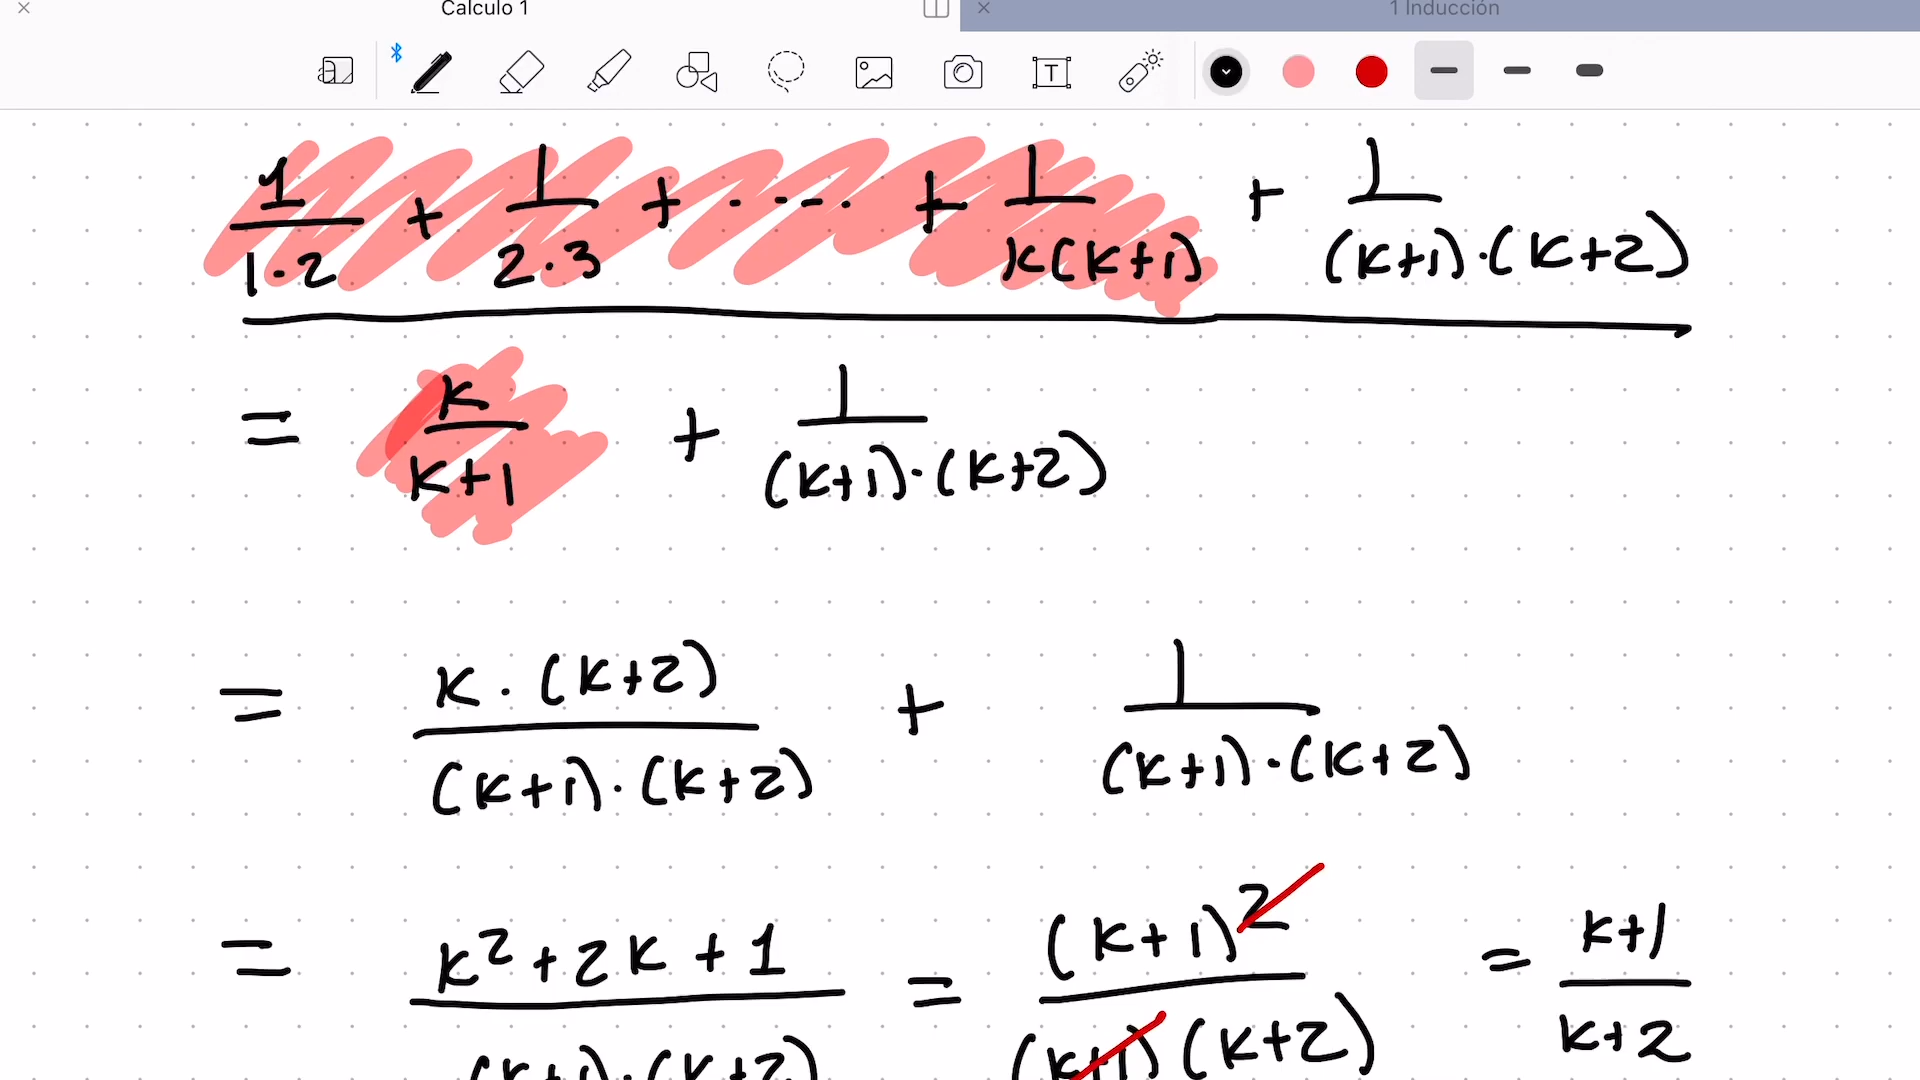 Calculo 1
1 Inducción
1/(1·2) + 1/(2·3) + ···· + 1/(k(k+1)) + 1/((k+1)·(k+2))
= k/(k+1) + 1/((k+1)·(k+2))
= k·(k+2)/((k+1)·(k+2)) + 1/((k+1)·(k+2))
= (k²+2k+1)/((k+1)·(k+2)) = (k+1)²/((k+1)(k+2)) = (k+1)/(k+2)